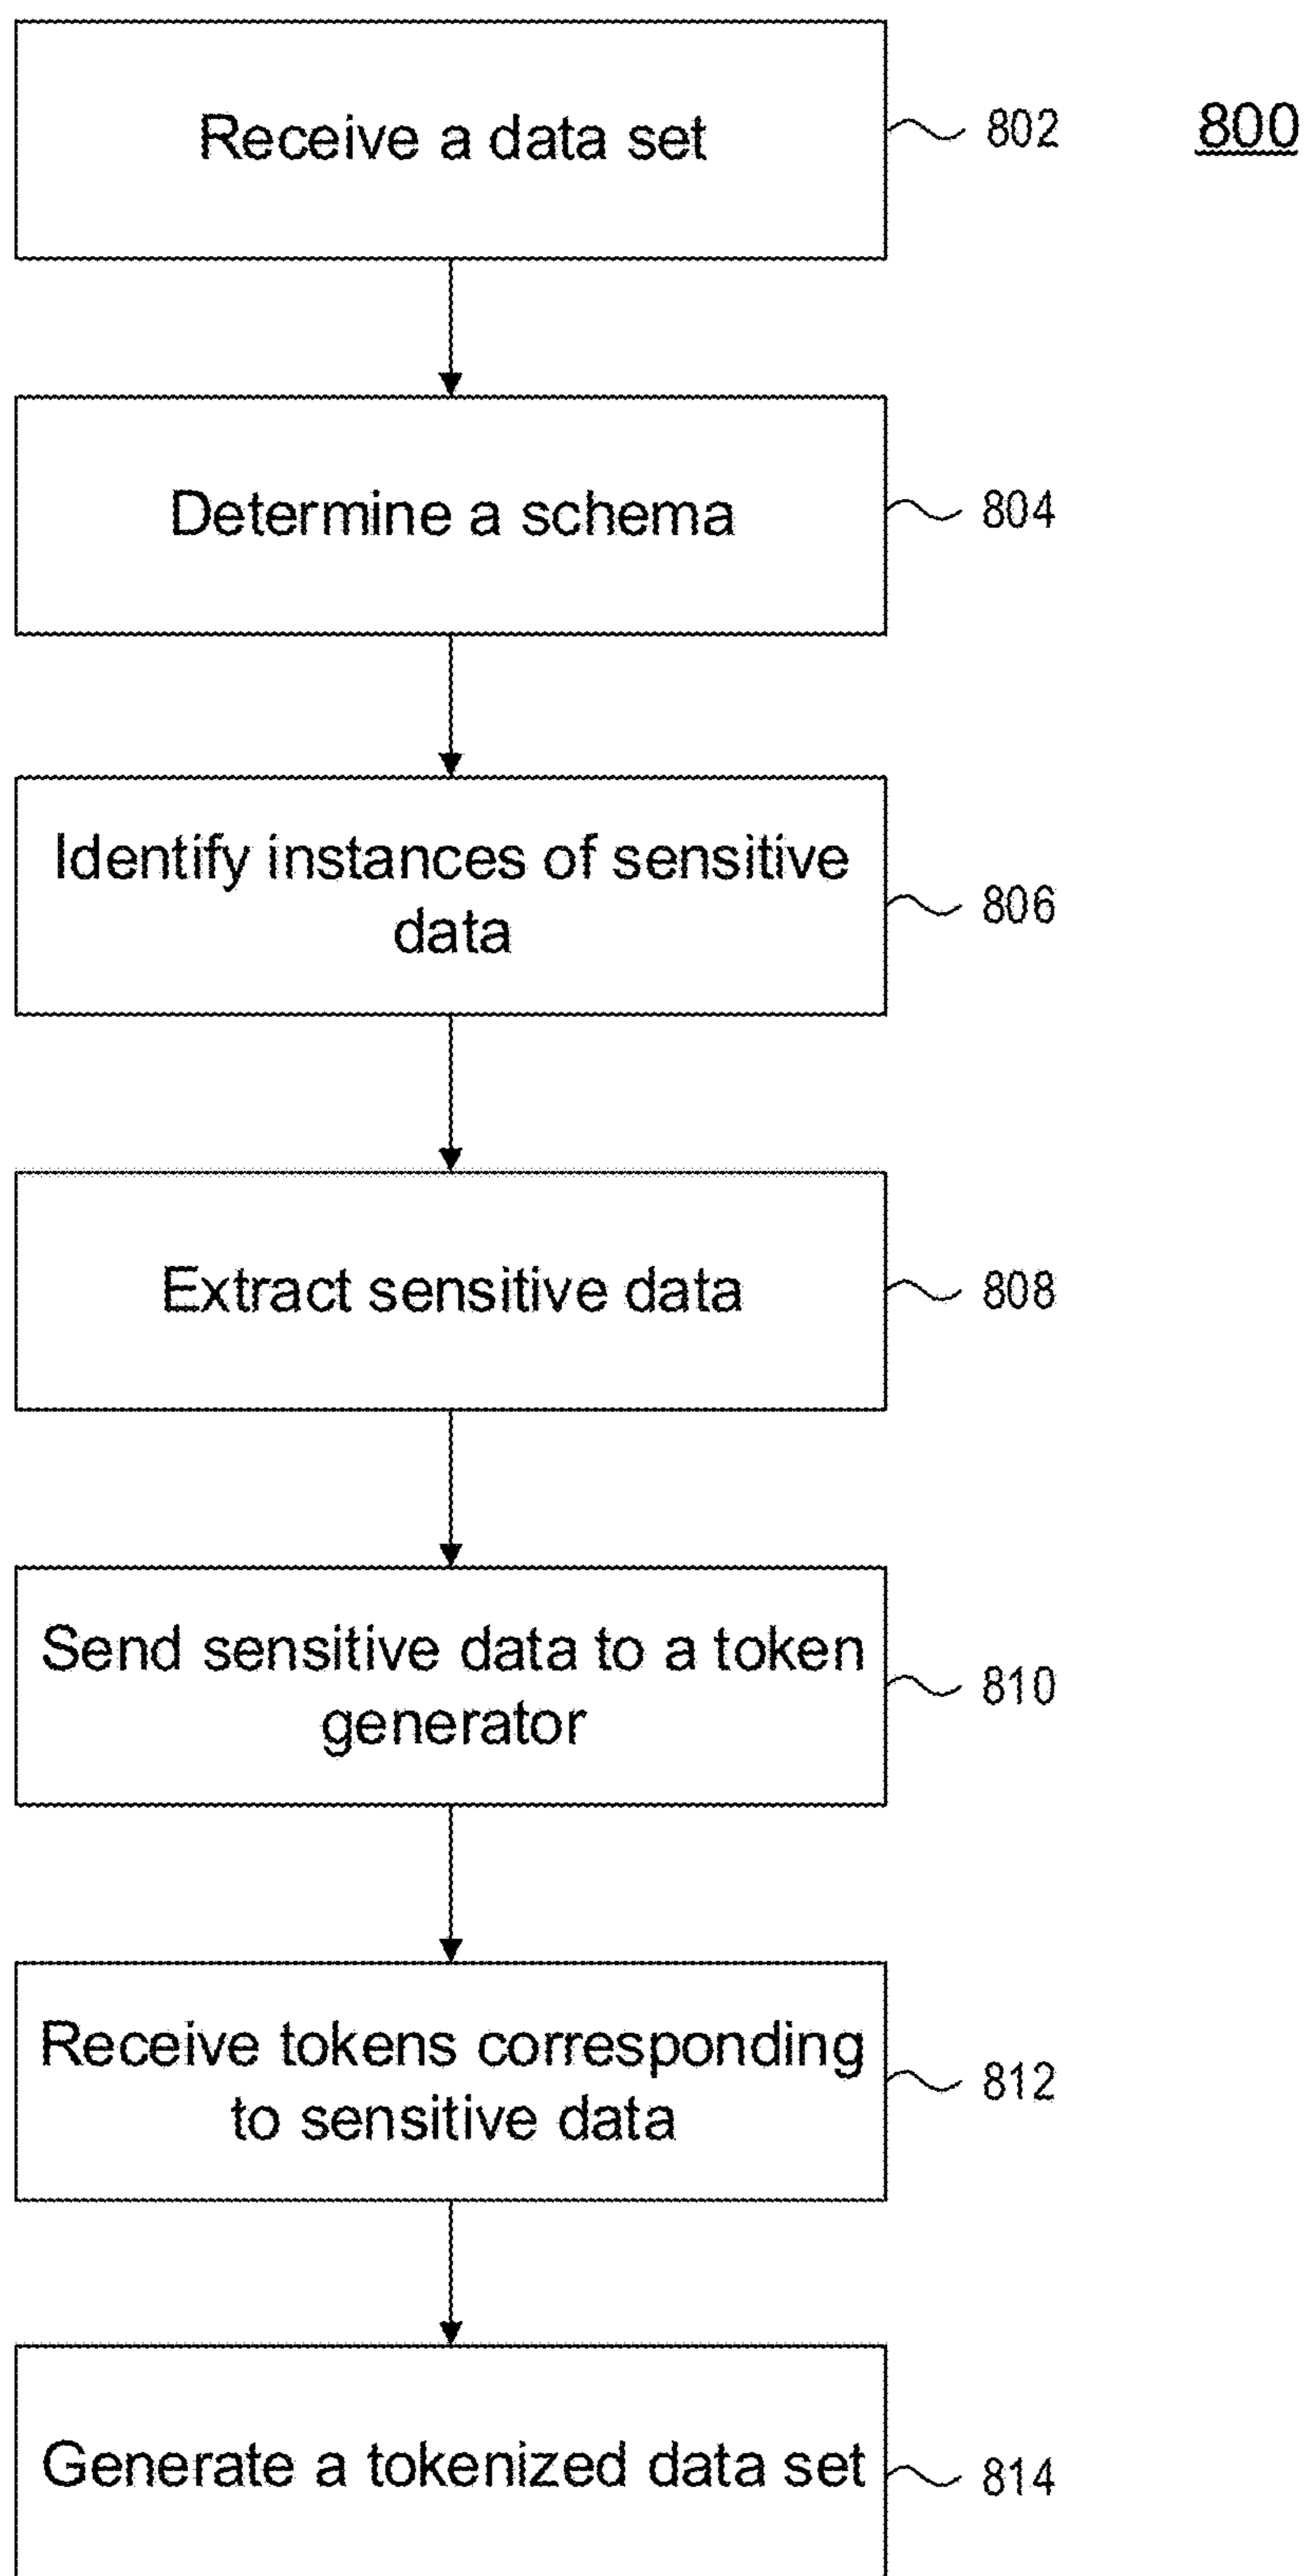 Receive a data set
802
800
Determine a schema
804
Identify instances of sensitive
data
806
Extract sensitive data
808
Send sensitive data to a token
generator
810
Receive tokens corresponding
to sensitive data
812
Generate a tokenized data set
814